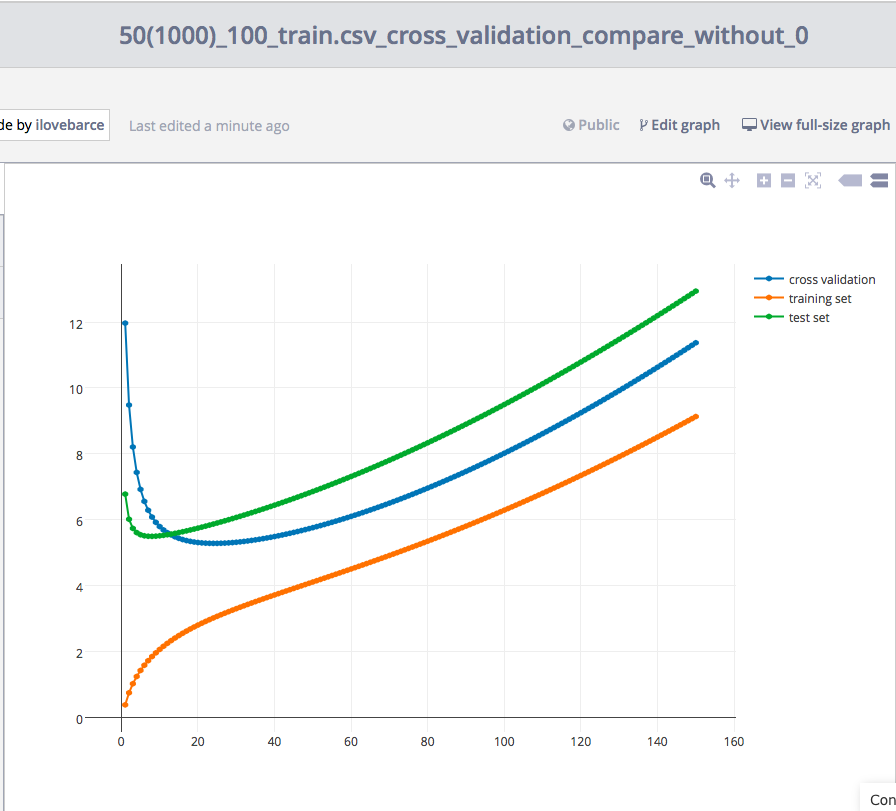 50(1000)_100_train.csv_cross_validation_compare_without_0
de by ilovebarce
Last edited a minute ago
Public
Edit graph
View full-size graph
cross validation
training set
test set
12
10
8
6
4
2
0
0 20 40 60 80 100 120 140 160
Con